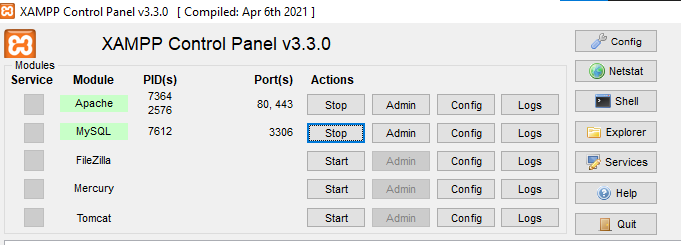 XAMPP Control Panel v3.3.0 [ Compiled: Apr 6th 2021 ]
XAMPP Control Panel v3.3.0
Modules
Service Module PID(s) Port(s) Actions
Apache 7364 2576 80, 443 Stop Admin Config Logs
MySQL 7612 3306 Stop Admin Config Logs
FileZilla Start Admin Config Logs
Mercury Start Admin Config Logs
Tomcat Start Admin Config Logs
Config
Netstat
Shell
Explorer
Services
Help
Quit